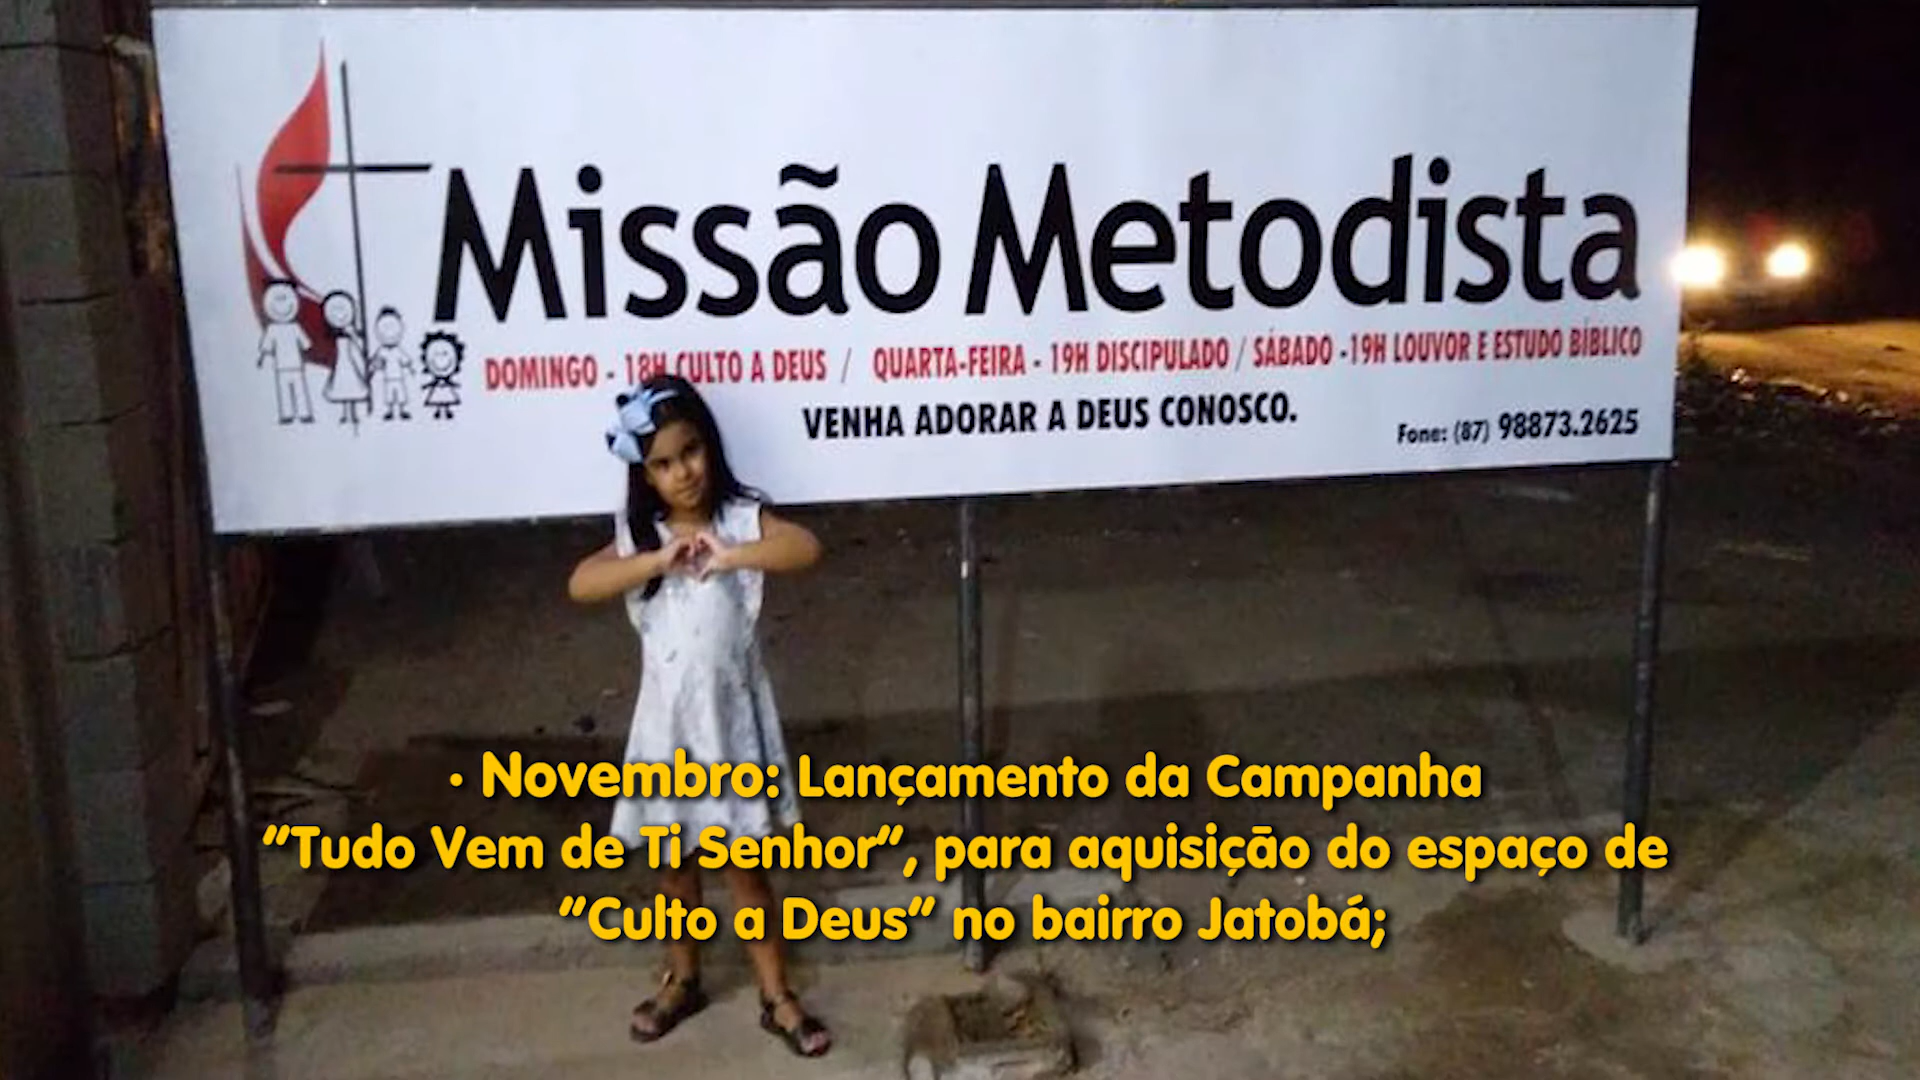 Missão Metodista
DOMINGO - 18H CULTO A DEUS / QUARTA-FEIRA - 19H DISCIPULADO / SÁBADO -19H LOUVOR E ESTUDO BÍBLICO
VENHA ADORAR A DEUS CONOSCO.
Fone: (87) 98873.2625
• Novembro: Lançamento da Campanha
“Tudo Vem de Ti Senhor“, para aquisição do espaço de
“Culto a Deus“ no bairro Jatobá;